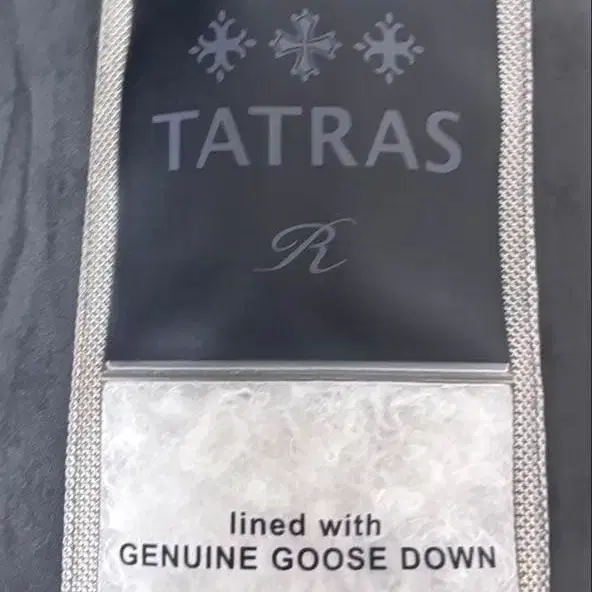 TATRAS
R
lined with
GENUINE GOOSE DOWN